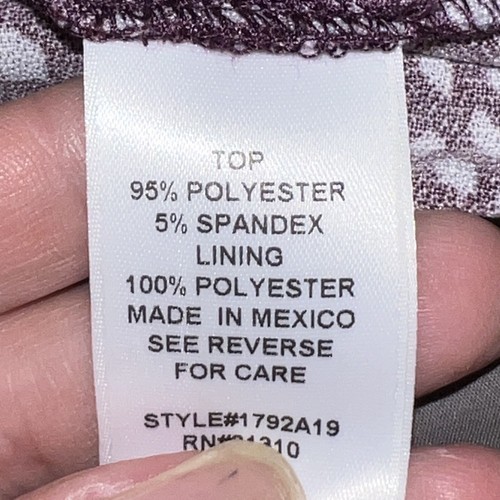 TOP
95% POLYESTER
5% SPANDEX
LINING
100% POLYESTER
MADE IN MEXICO
SEE REVERSE
FOR CARE
STYLE#1792A19